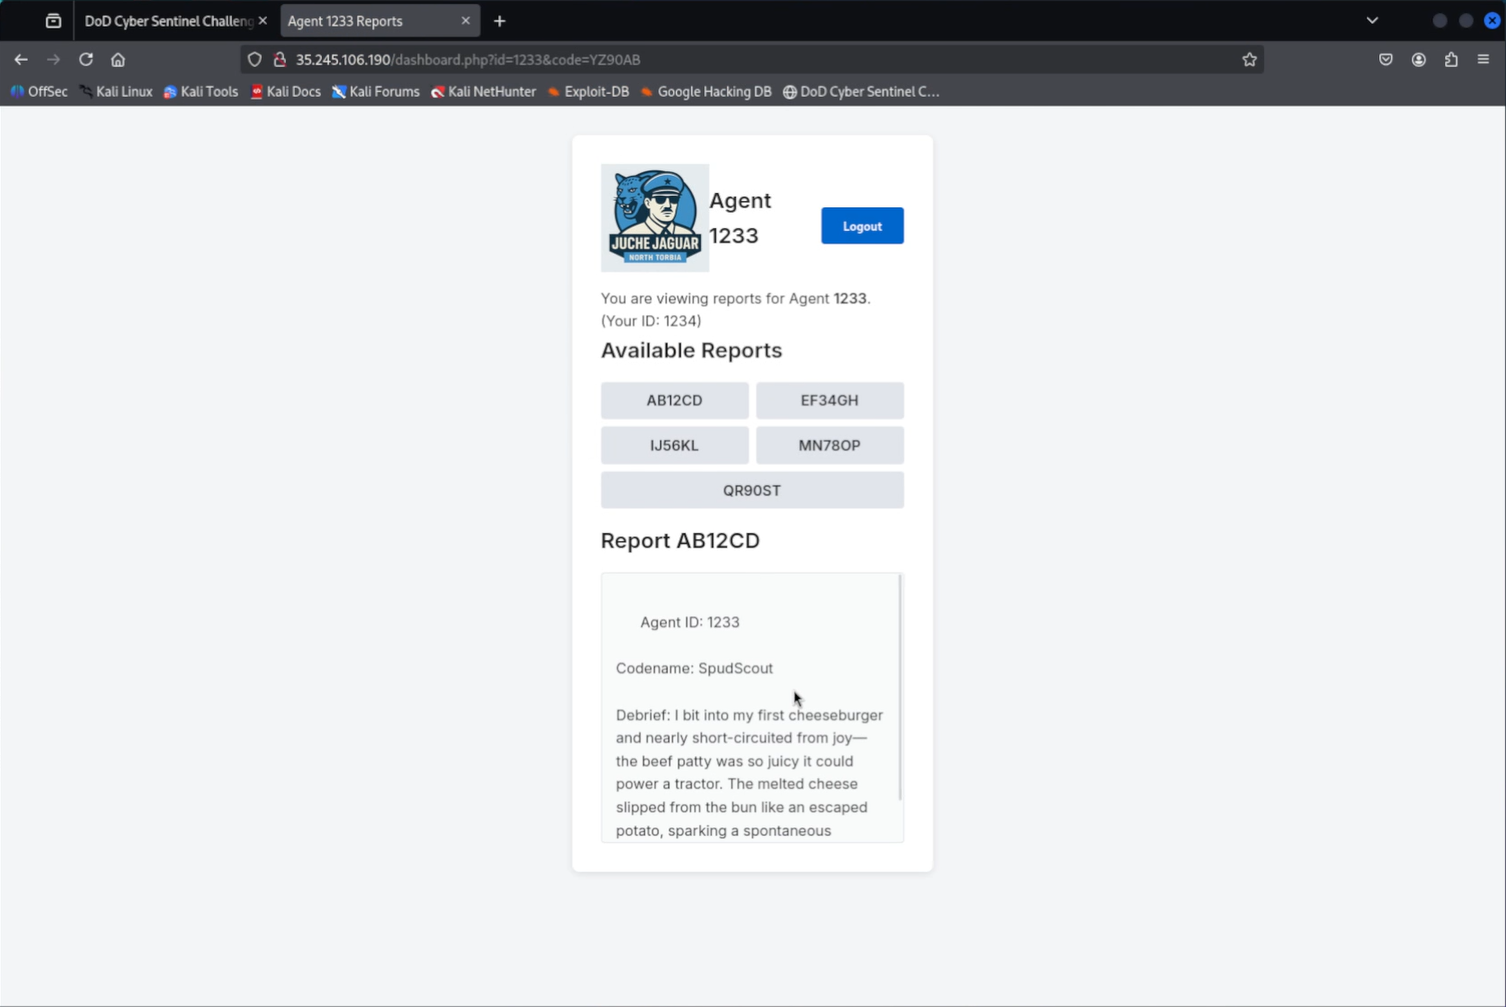 DoD Cyber Sentinel Challeng
Agent 1233 Reports
35.245.106.190/dashboard.php?id=1233&code=YZ90AB
OffSec
Kali Linux
Kali Tools
Kali Docs
Kali Forums
Kali NetHunter
Exploit-DB
Google Hacking DB
DoD Cyber Sentinel C…
JUCHE JAGUAR
NORTH TORBIA
Agent
1233
Logout
You are viewing reports for Agent 1233.
(Your ID: 1234)
Available Reports
AB12CD
EF34GH
IJ56KL
MN78OP
QR90ST
Report AB12CD
Agent ID: 1233
Codename: SpudScout
Debrief: I bit into my first cheeseburger
and nearly short-circuited from joy—
the beef patty was so juicy it could
power a tractor. The melted cheese
slipped from the bun like an escaped
potato, sparking a spontaneous